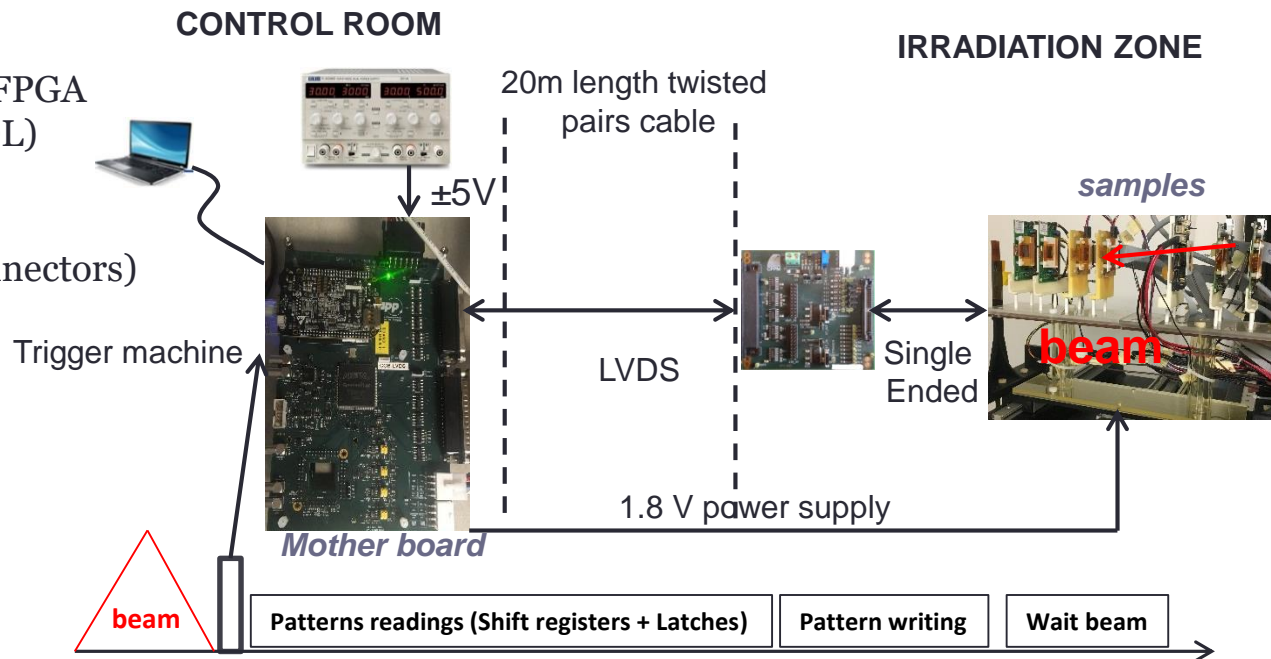 CONTROL ROOM
IRRADIATION ZONE
FPGA
L)
nnectors)
20m length twisted
pairs cable
±5V
samples
Trigger machine
LVDS
Single
Ended
beam
1.8 V power supply
Mother board
beam
Patterns readings (Shift registers + Latches)
Pattern writing
Wait beam